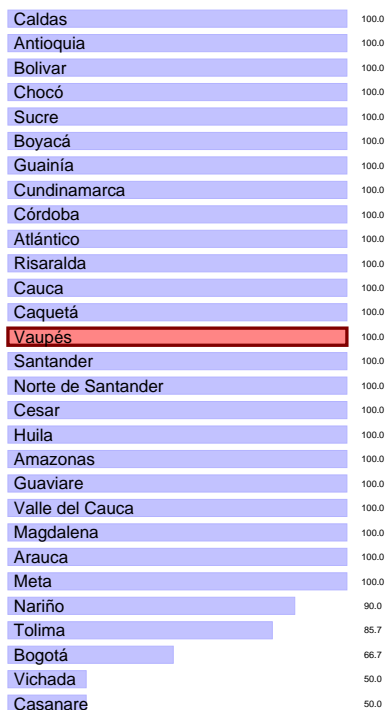 Caldas 100.0
Antioquia 100.0
Bolivar 100.0
Chocó 100.0
Sucre 100.0
Boyacá 100.0
Guainía 100.0
Cundinamarca 100.0
Córdoba 100.0
Atlántico 100.0
Risaralda 100.0
Cauca 100.0
Caquetá 100.0
Vaupés 100.0
Santander 100.0
Norte de Santander 100.0
Cesar 100.0
Huila 100.0
Amazonas 100.0
Guaviare 100.0
Valle del Cauca 100.0
Magdalena 100.0
Arauca 100.0
Meta 100.0
Nariño 90.0
Tolima 85.7
Bogotá 66.7
Vichada 50.0
Casanare 50.0